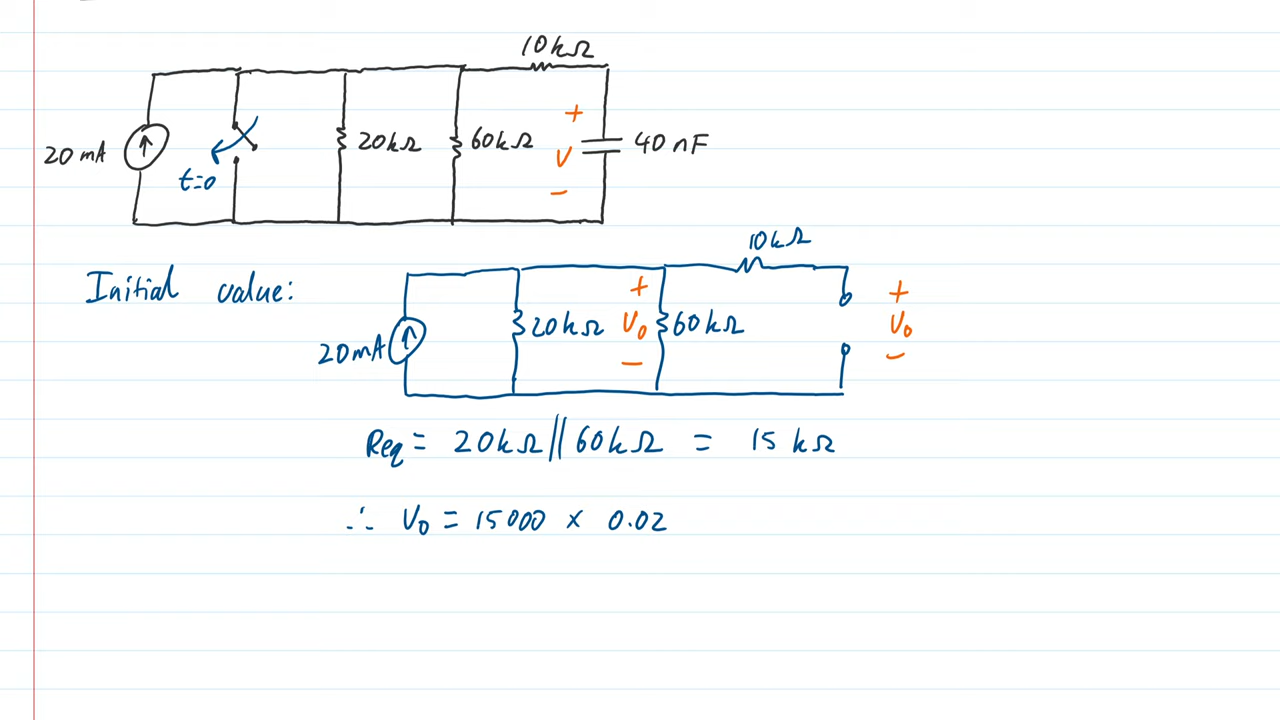 10kΩ
20 mA
t=0
20kΩ
60kΩ
+
V
−
40 nF
Initial value:
20mA
20kΩ
+
V₀
−
60kΩ
10kΩ
+
V₀
−
Req = 20kΩ || 60kΩ = 15 kΩ
∴ V₀ = 15000 × 0.02